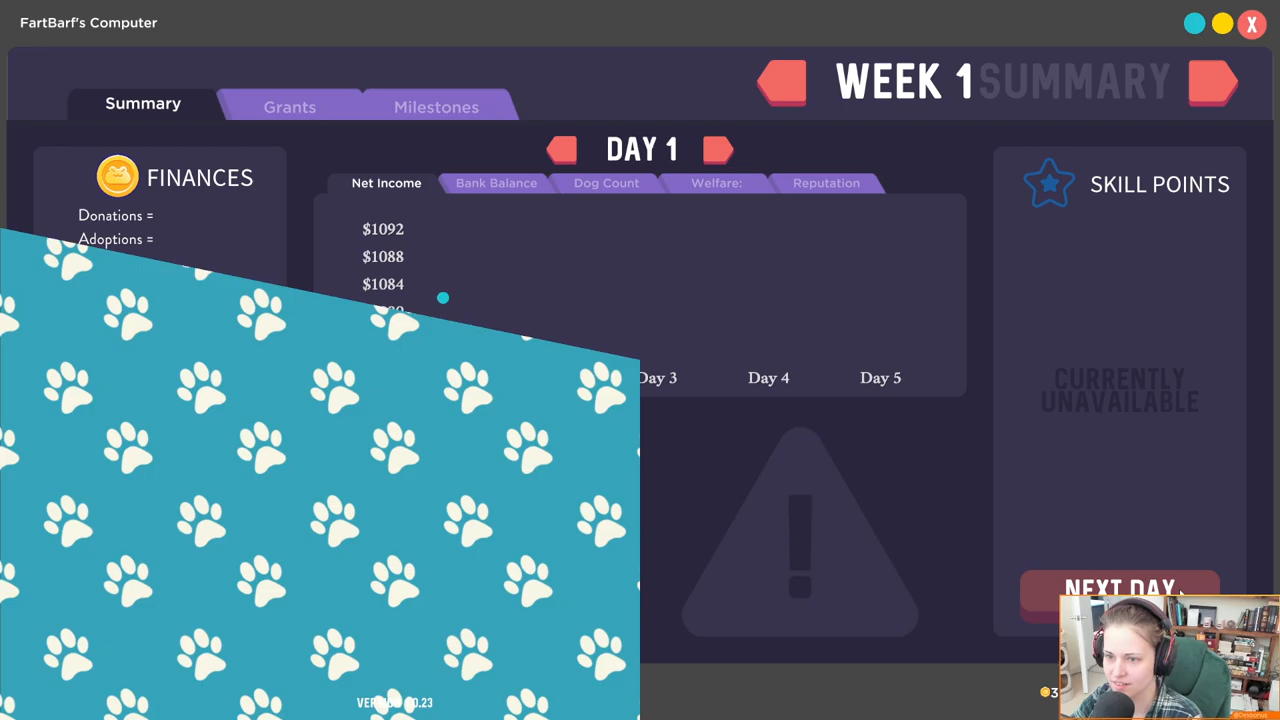 FartBarf's Computer
X
WEEK 1 SUMMARY
Summary
Grants
Milestones
DAY 1
FINANCES
Donations =
Adoptions =
Net Income
Bank Balance
Dog Count
Welfare:
Reputation
$1092
$1088
$1084
Day 3
Day 4
Day 5
SKILL POINTS
CURRENTLY
UNAVAILABLE
!
NEXT DAY